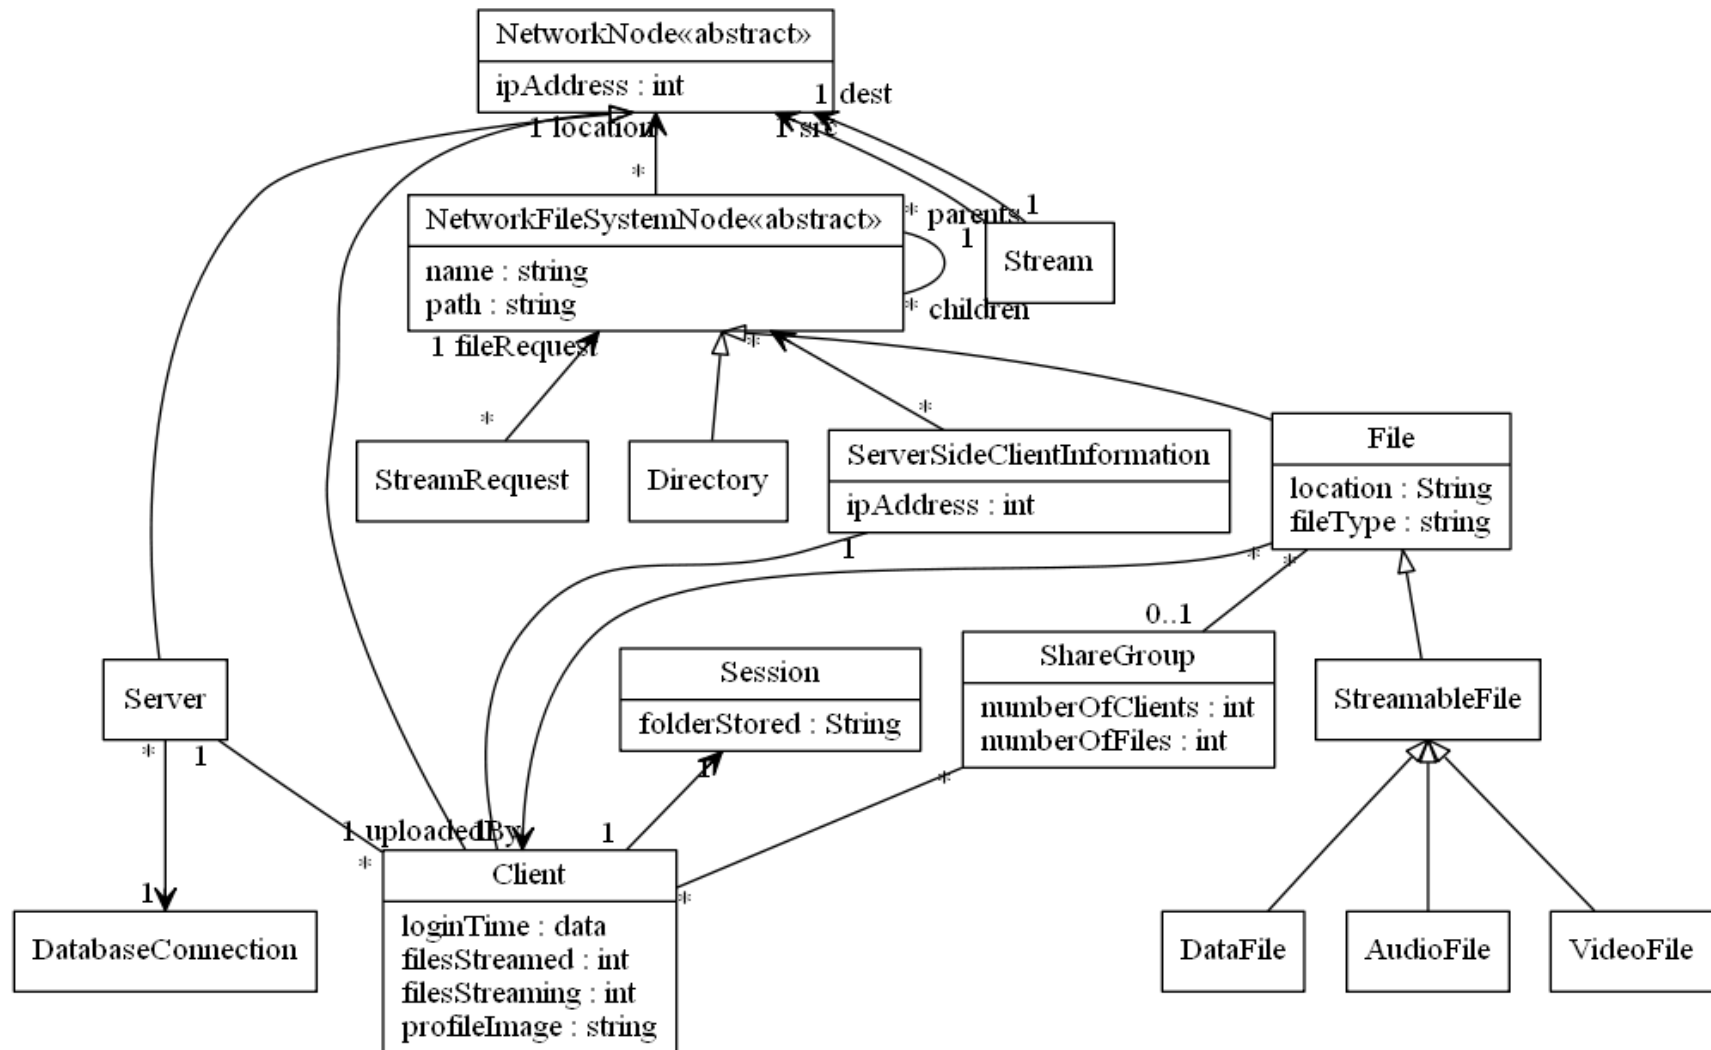 NetworkNode«abstract»
ipAddress : int
1 dest
1 location
1 src
*
NetworkFileSystemNode«abstract»
name : string
path : string
* parents
1
1
Stream
* children
1 fileRequest
*
*
*
StreamRequest
Directory
ServerSideClientInformation
ipAddress : int
File
location : String
fileType : string
1
*
*
0..1
Server
Session
folderStored : String
ShareGroup
numberOfClients : int
numberOfFiles : int
StreamableFile
*
1
1
*
1 uploadedBy
1
1
*
*
1
Client
loginTime : data
filesStreamed : int
filesStreaming : int
profileImage : string
DatabaseConnection
DataFile
AudioFile
VideoFile